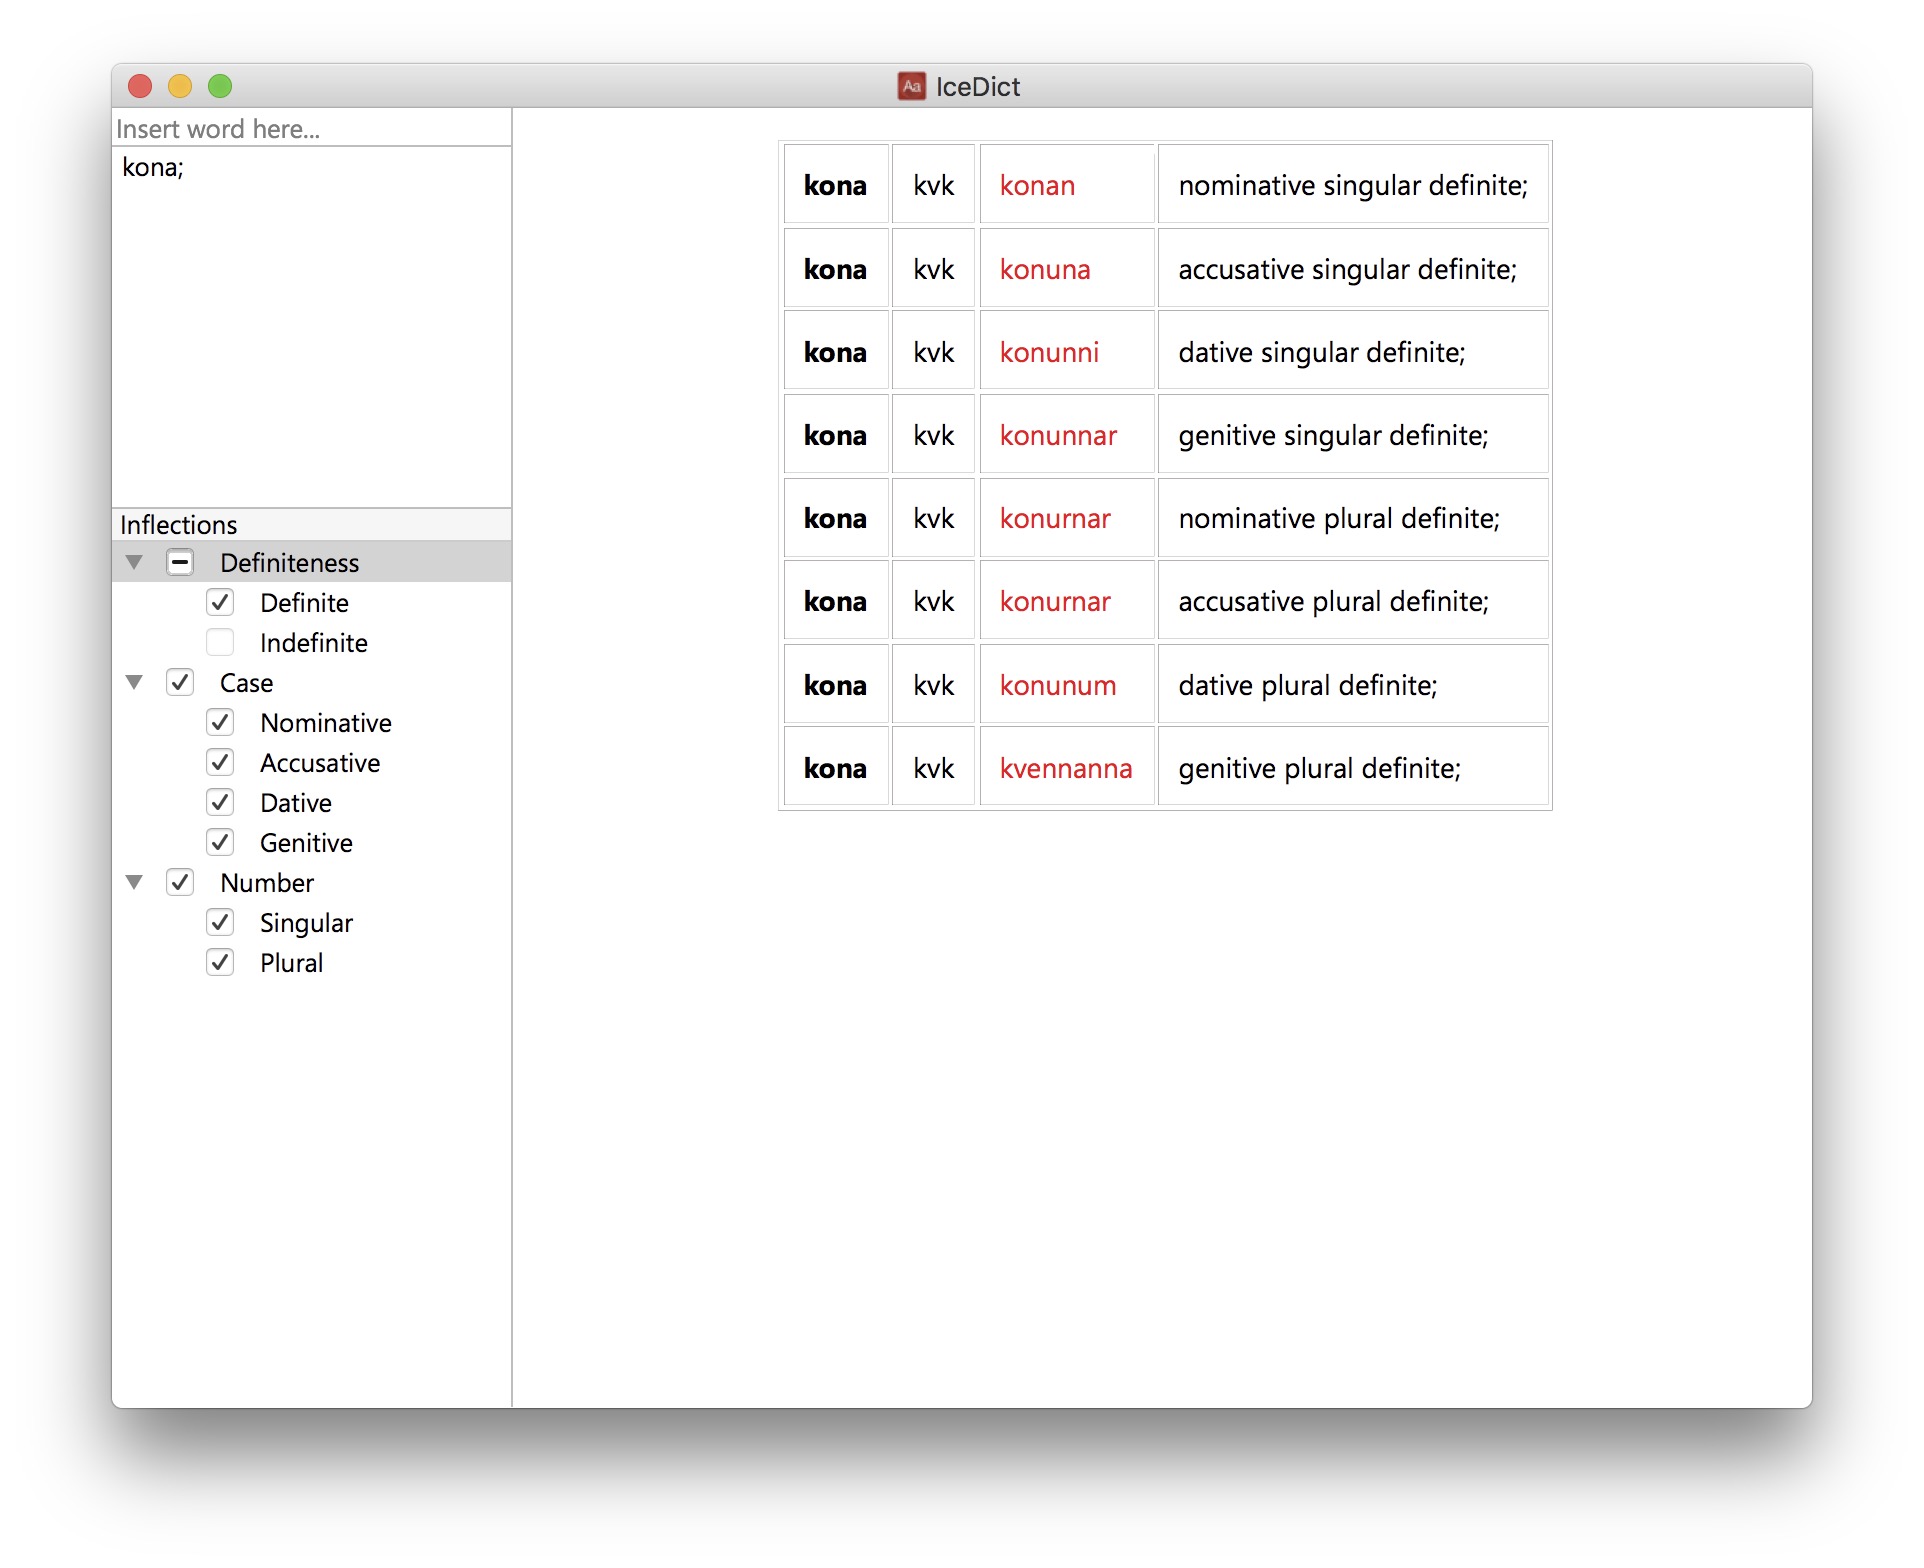 Aa IceDict
Insert word here...
kona;
Inflections
Definiteness
Definite
Indefinite
Case
Nominative
Accusative
Dative
Genitive
Number
Singular
Plural
kona kvk konan nominative singular definite;
kona kvk konuna accusative singular definite;
kona kvk konunni dative singular definite;
kona kvk konunnar genitive singular definite;
kona kvk konurnar nominative plural definite;
kona kvk konurnar accusative plural definite;
kona kvk konunum dative plural definite;
kona kvk kvennanna genitive plural definite;